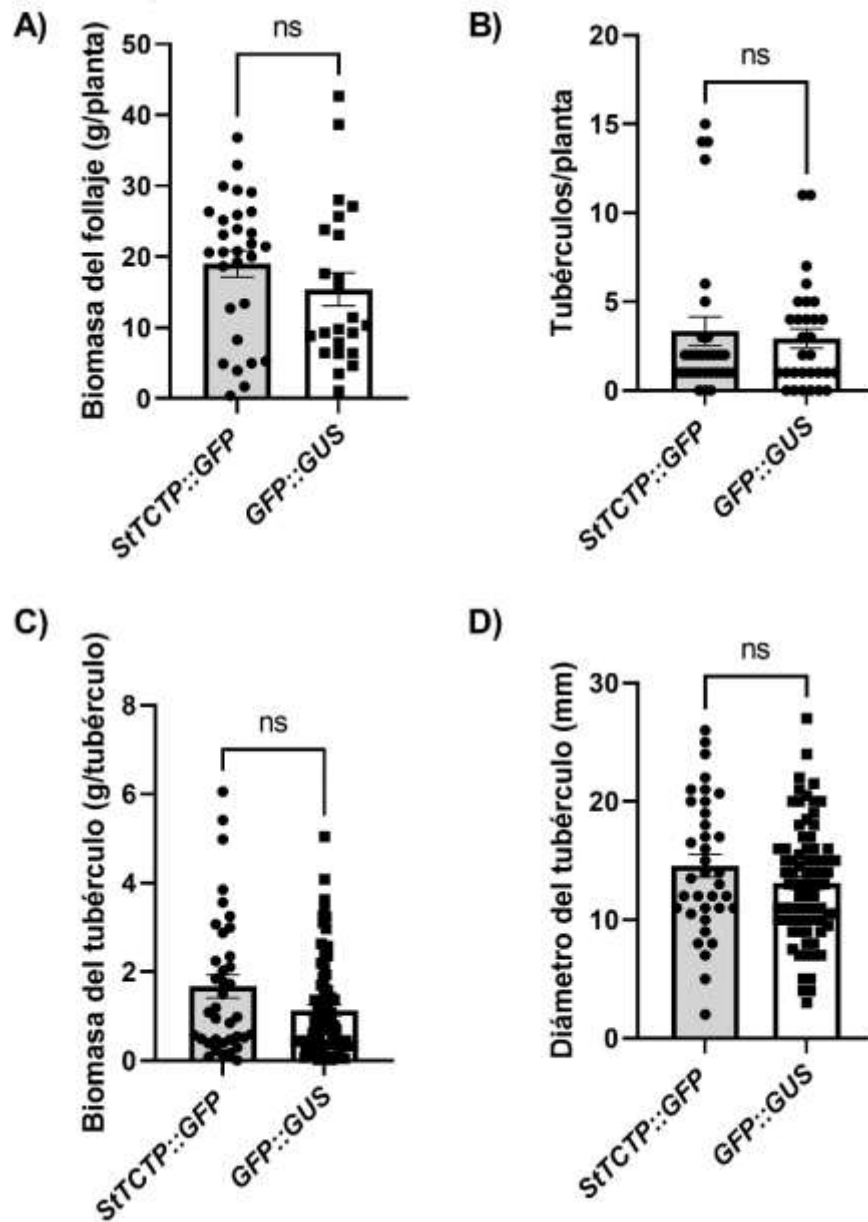 A)
Biomasa del follaje (g/planta)
50
40
30
20
10
0
ns
StTCTP::GFP
GFP::GUS
B)
Tubérculos/planta
20
15
10
5
0
ns
StTCTP::GFP
GFP::GUS
C)
Biomasa del tubérculo (g/tubérculo)
8
6
4
2
0
ns
StTCTP::GFP
GFP::GUS
D)
Diámetro del tubérculo (mm)
30
20
10
0
ns
StTCTP::GFP
GFP::GUS